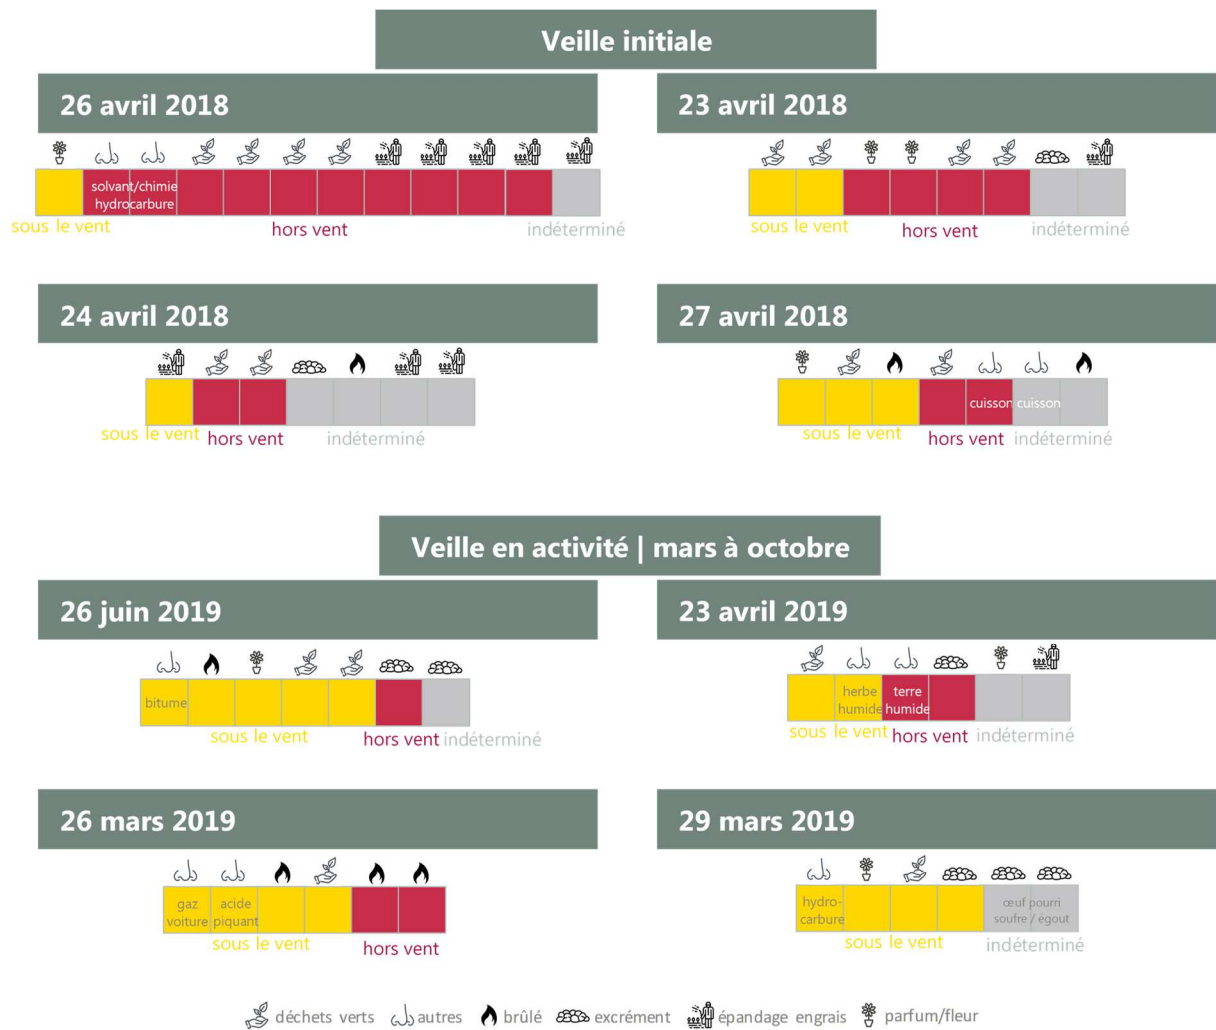 Veille initiale
26 avril 2018
23 avril 2018
solvant/chimie
hydrocarbure
sous le vent
hors vent
indéterminé
sous le vent
hors vent
indéterminé
24 avril 2018
27 avril 2018
sous le vent
hors vent
indéterminé
cuisson
cuisson
sous le vent
hors vent
indéterminé
Veille en activité | mars à octobre
26 juin 2019
23 avril 2019
bitume
sous le vent
hors vent
indéterminé
herbe
humide
terre
humide
sous le vent
hors vent
indéterminé
26 mars 2019
29 mars 2019
gaz
voiture
acide
piquant
sous le vent
hors vent
hydro-
carbure
œuf pourri
soufre / égout
sous le vent
indéterminé
déchets verts
autres
brûlé
excrément
épandage engrais
parfum/fleur